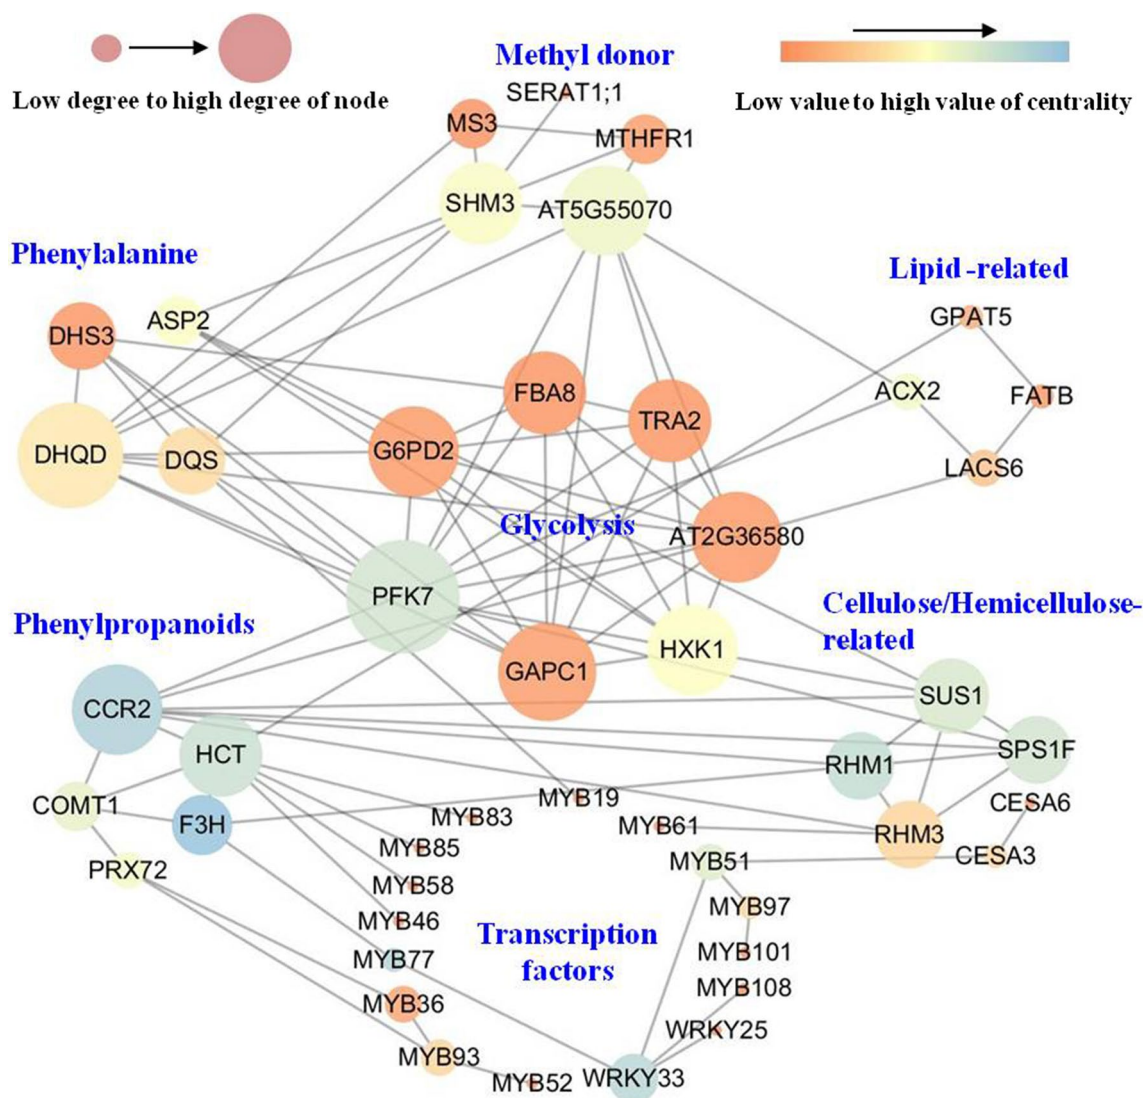 Methyl donor
Low degree to high degree of node
SERAT1;1
Low value to high value of centrality
MS3
MTHFR1
SHM3
AT5G55070
Phenylalanine
Lipid -related
DHS3
ASP2
GPAT5
FBA8
ACX2
FATB
TRA2
DHQD
DQS
G6PD2
LACS6
Glycolysis
AT2G36580
PFK7
Phenylpropanoids
Cellulose/Hemicellulose-
related
HXK1
GAPC1
CCR2
SUS1
HCT
RHM1
SPS1F
COMT1
F3H
MYB19
CESA6
MYB83
MYB61
RHM3
MYB85
MYB51
CESA3
PRX72
MYB58
MYB97
MYB46
Transcription
factors
MYB77
MYB101
MYB108
MYB36
WRKY25
MYB93
MYB52
WRKY33